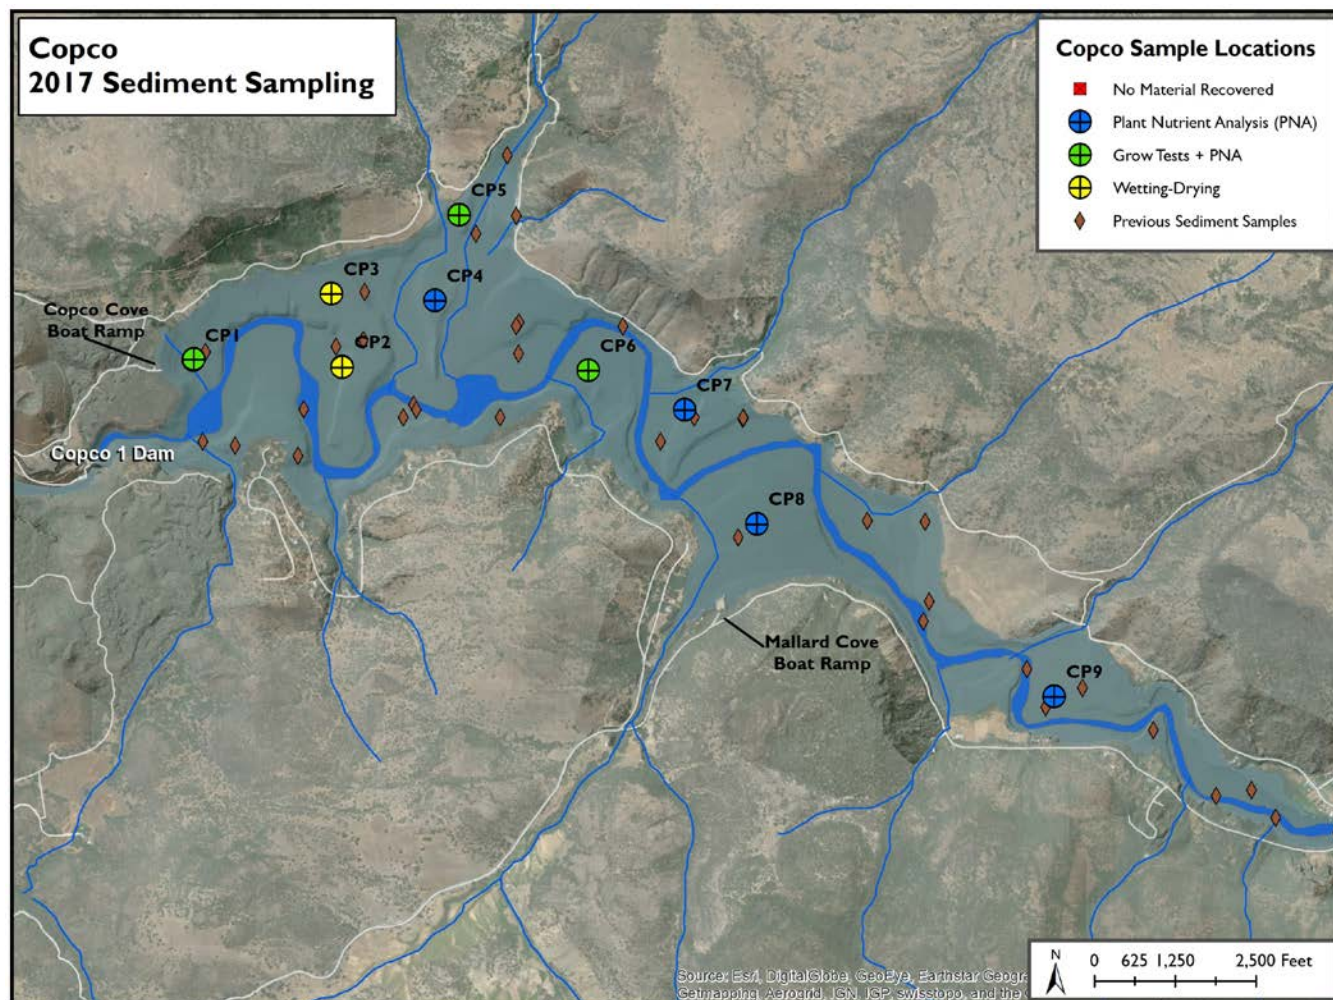 Copco
2017 Sediment Sampling
Copco Sample Locations
No Material Recovered
Plant Nutrient Analysis (PNA)
Grow Tests + PNA
Wetting-Drying
Previous Sediment Samples
CP5
CP3
CP4
Copco Cove
Boat Ramp
CP1
CP2
CP6
CP7
Copco 1 Dam
CP8
Mallard Cove
Boat Ramp
CP9
N
0 625 1,250 2,500 Feet
Source: Esri, DigitalGlobe, GeoEye, Earthstar Geogra
Getmapping, Aerogrid, IGN, IGP, swisstopo, and the